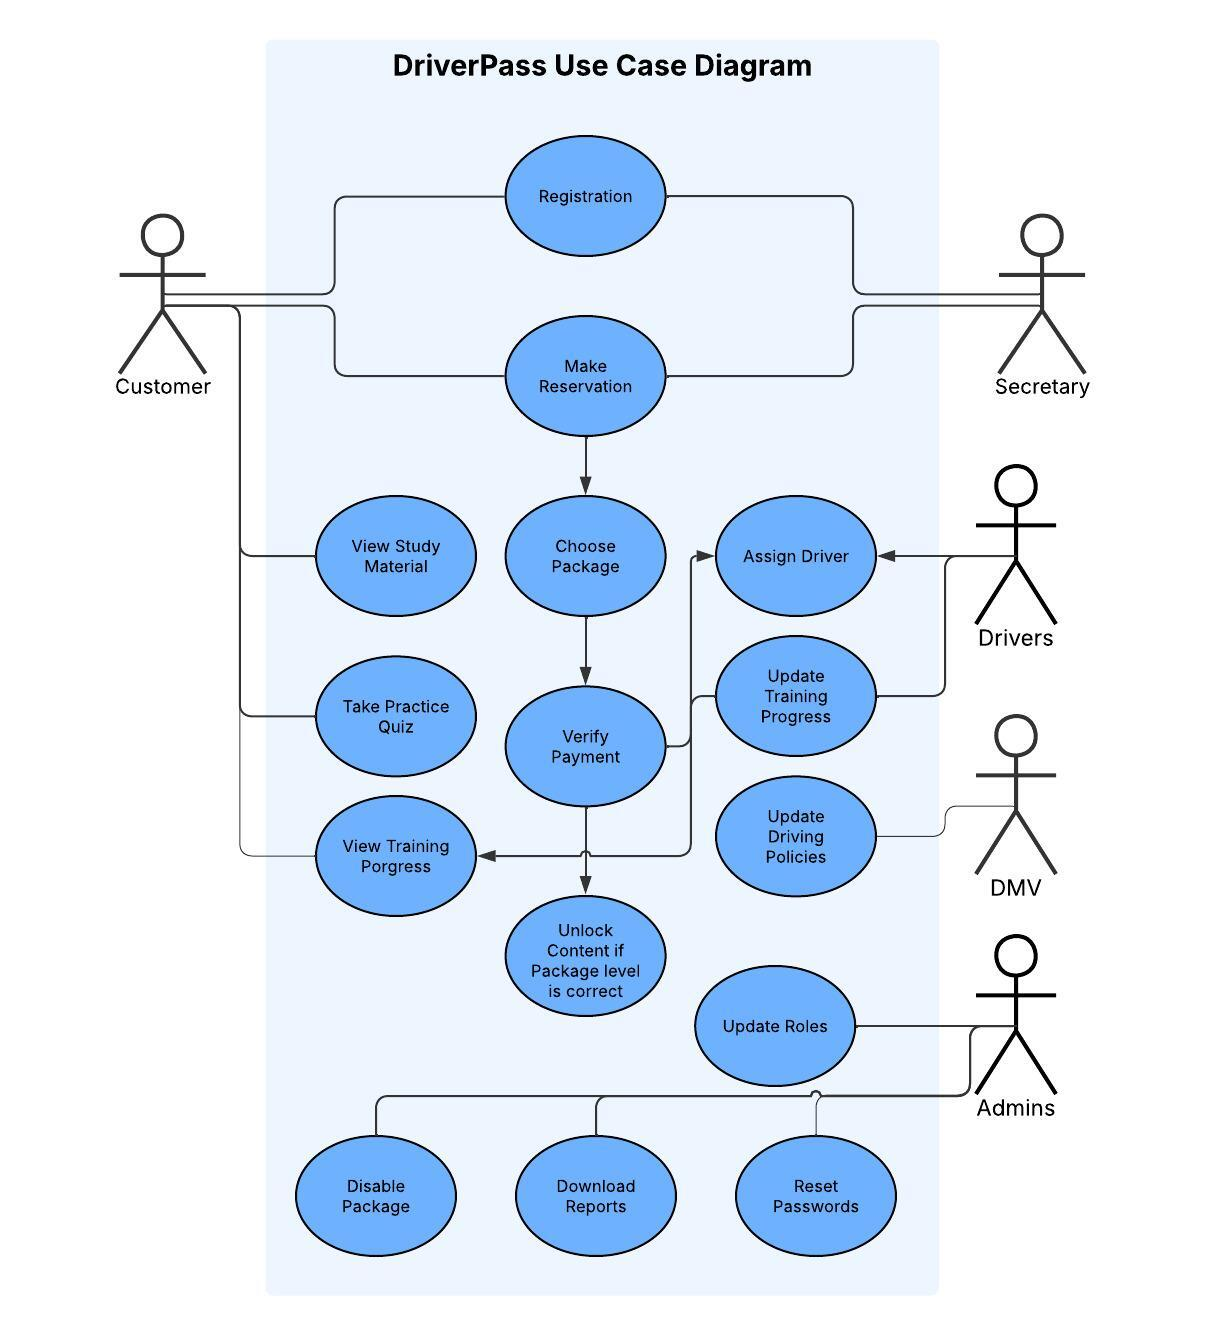 DriverPass Use Case Diagram
Registration
Customer
Make
Reservation
Secretary
View Study
Material
Choose
Package
Assign Driver
Drivers
Take Practice
Quiz
Verify
Payment
Update
Training
Progress
View Training
Porgress
Update
Driving
Policies
DMV
Unlock
Content if
Package level
is correct
Update Roles
Admins
Disable
Package
Download
Reports
Reset
Passwords